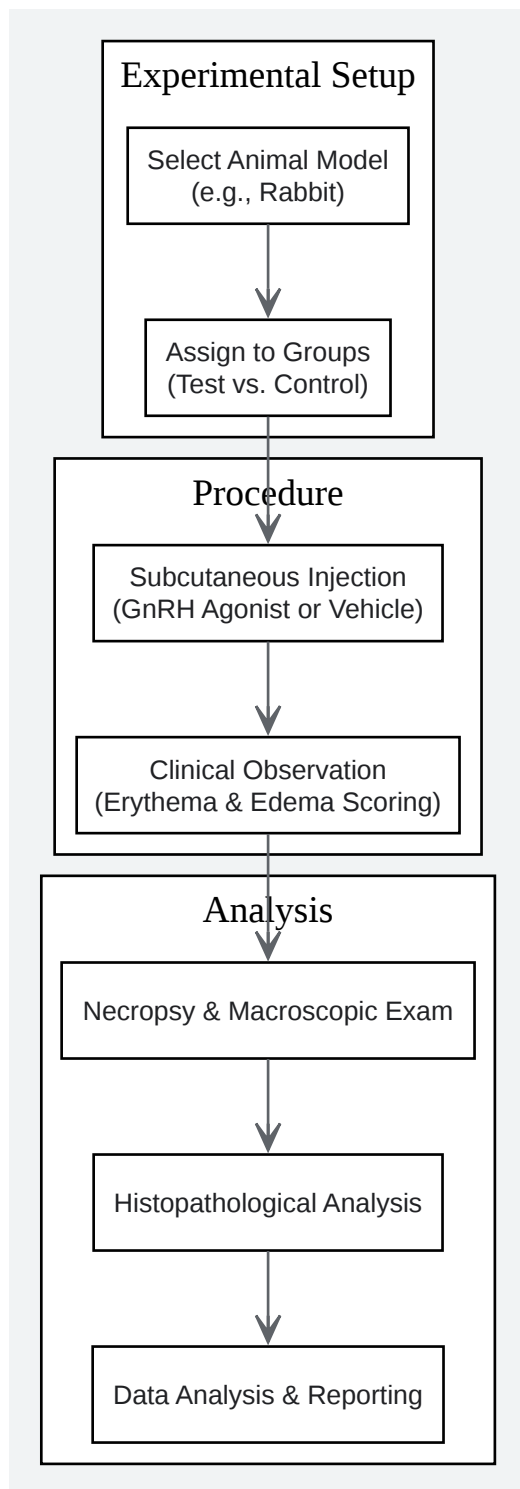 Experimental Setup
Select Animal Model
(e.g., Rabbit)
Assign to Groups
(Test vs. Control)
Procedure
Subcutaneous Injection
(GnRH Agonist or Vehicle)
Clinical Observation
(Erythema & Edema Scoring)
Analysis
Necropsy & Macroscopic Exam
Histopathological Analysis
Data Analysis & Reporting